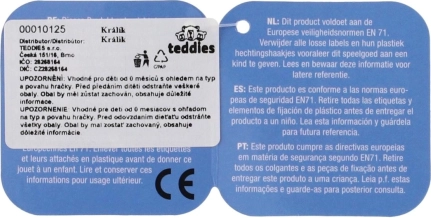 00010125
Králik
Králik
Distributor/Distribútor:
TEDDIES s.r.o.
Česká 151/18, Brno
IČO: 28268164
DIČ: CZ28268164
teddies
PAP
UPOZORNĚNÍ: Vhodné pro děti od 0 měsíců s ohledem na typ
a povahu hračky. Před předáním dítěti odstraňte veškeré
obaly. Obal by měl zůstat zachován, obsahuje důležité
informace.
UPOZORNENIE: Vhodné pre deti od 0 mesiacov s ohľadom
na typ a povahu hračky. Pred odovzdaním dieťaťu odstráňte
všetky obaly. Obal by mal zostať zachovaný, obsahuje
dôležité informácie
EN 71. Enlever toutes les étiquettes
et leurs attachés en plastique avant de donner ce
jouet à un enfant. Lire et conserver ces
informations pour usage ultérieur.
CE
NL: Dit product voldoet aan de
Europese veiligheidsnormen EN 71.
Verwijder alle losse labels en hun plastiek
hechtingshaakjes vooraleer dit speelgoed aan een
kind te geven. Lees en bewaar deze informatie voor
latere referentie.
ES: Este producto es conforme a las normas euro-
peas de seguridad EN71. Retire todas las etiquetas y
elementos de fijación de plástico antes de entregar el
producto a un niño. Lea esta información y guárdela
para futura referencia.
PT: Este produto cumpre as directivas europeias
em matéria de segurança segundo EN71. Retire
todos os colgantes e as peças de fixação antes de
entregar este produto a uma criança. Leia p.f. estas
informações e guarde-as para posterior consulta.